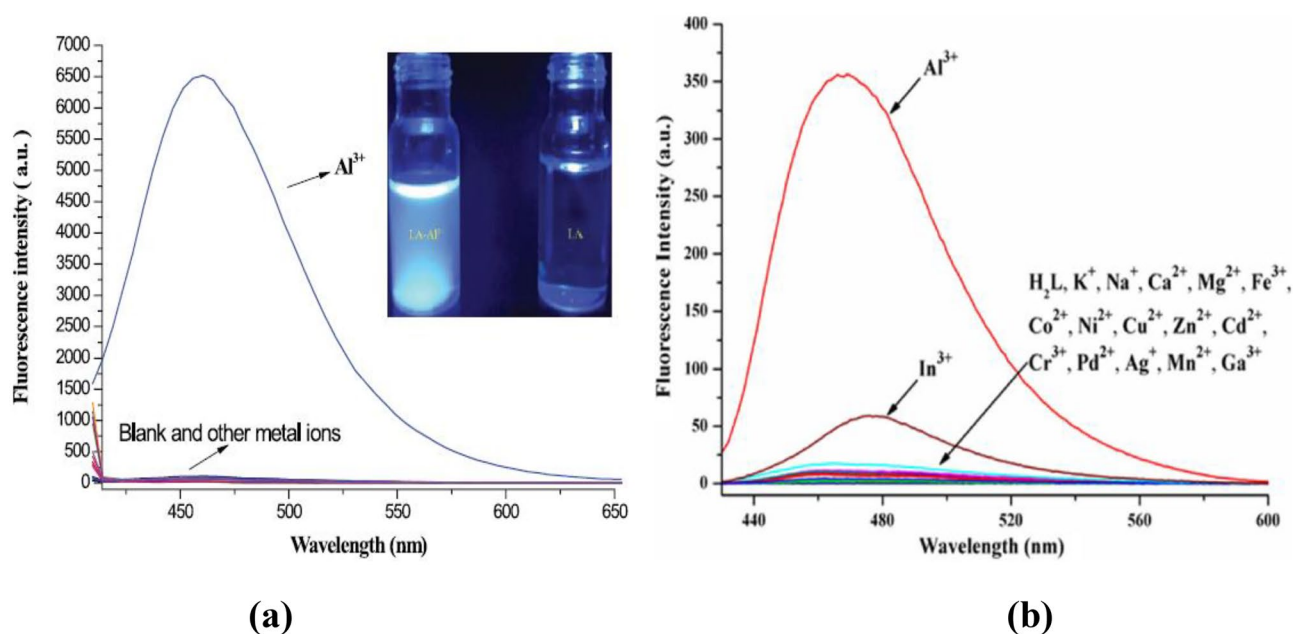 7000
6500
6000
5500
5000
4500
4000
3500
3000
2500
2000
1500
1000
500
0
Fluorescence intensity ( a.u.)
Al³⁺
LA-Al³⁺
LA
Blank and other metal ions
450 500 550 600 650
Wavelength (nm)
(a)
400
350
300
250
200
150
100
50
0
Fluorescence Intensity (a.u.)
Al³⁺
In³⁺
H₂L, K⁺, Na⁺, Ca²⁺, Mg²⁺, Fe³⁺,
Co²⁺, Ni²⁺, Cu²⁺, Zn²⁺, Cd²⁺,
Cr³⁺, Pd²⁺, Ag⁺, Mn²⁺, Ga³⁺
440 480 520 560 600
Wavelength (nm)
(b)